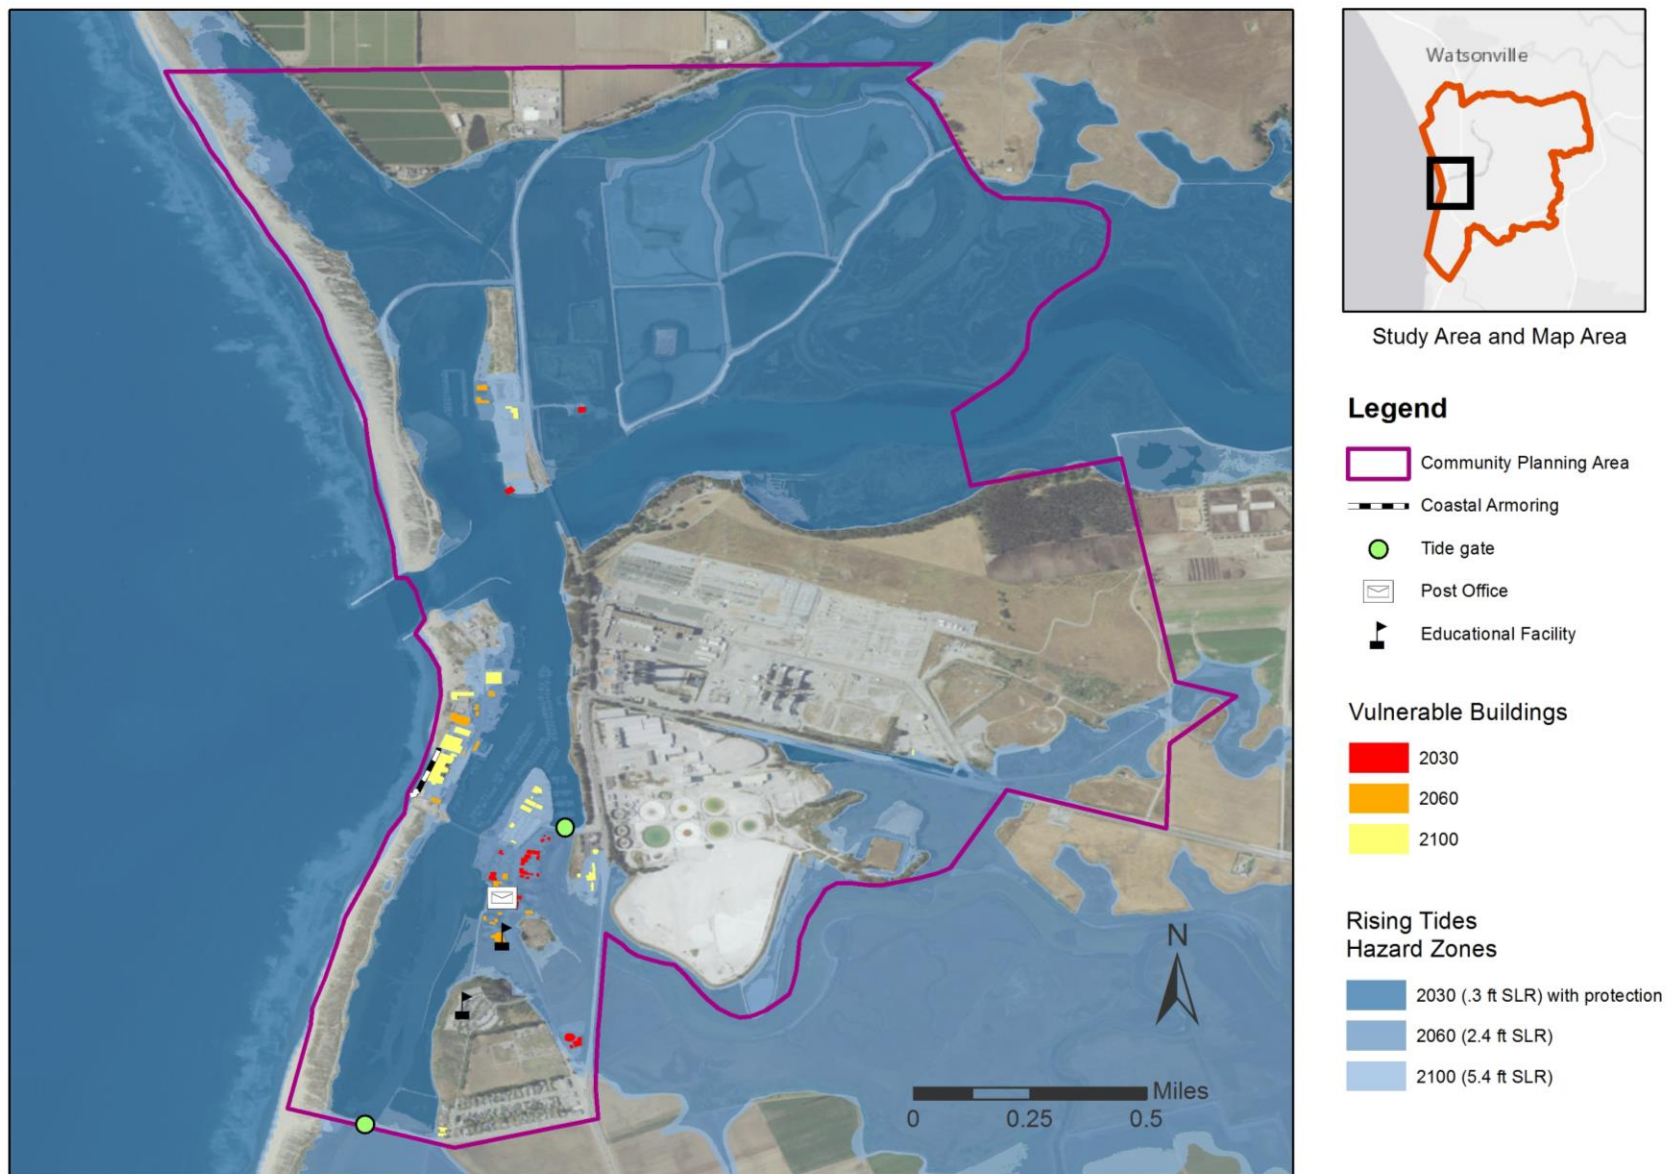 Watsonville
Study Area and Map Area
Legend
Community Planning Area
Coastal Armoring
Tide gate
Post Office
Educational Facility
Vulnerable Buildings
2030
2060
2100
Rising Tides
Hazard Zones
2030 (.3 ft SLR) with protection
2060 (2.4 ft SLR)
2100 (5.4 ft SLR)
N
Miles
0 0.25 0.5